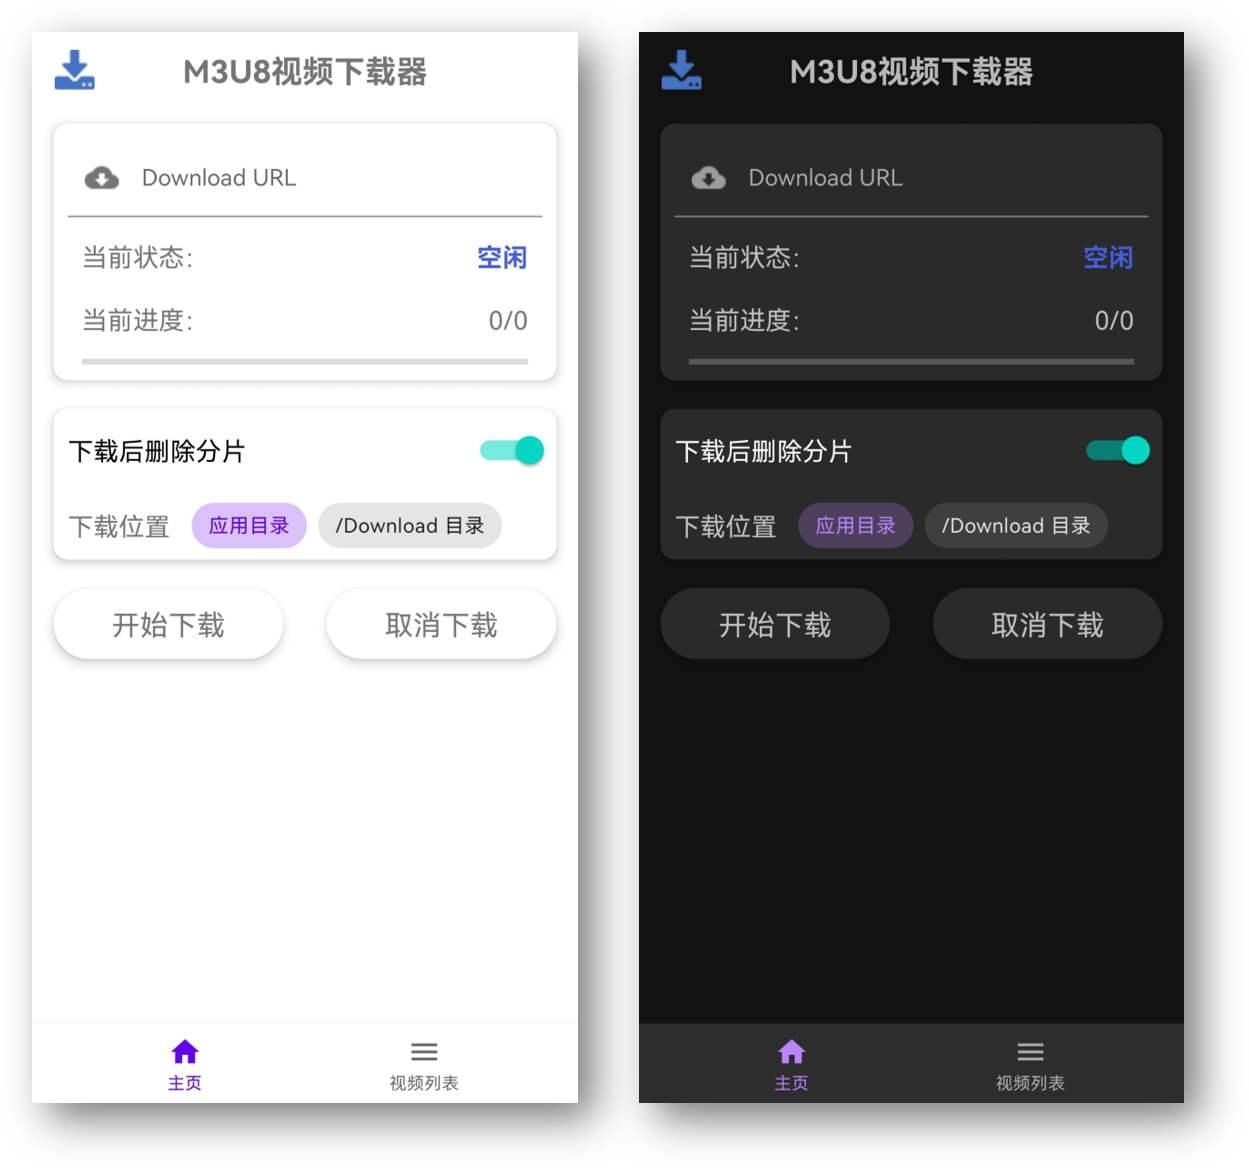 M3U8视频下载器
Download URL
当前状态:
空闲
当前进度:
0/0
下载后删除分片
下载位置
应用目录
/Download 目录
开始下载
取消下载
主页
视频列表
M3U8视频下载器
Download URL
当前状态:
空闲
当前进度:
0/0
下载后删除分片
下载位置
应用目录
/Download 目录
开始下载
取消下载
主页
视频列表